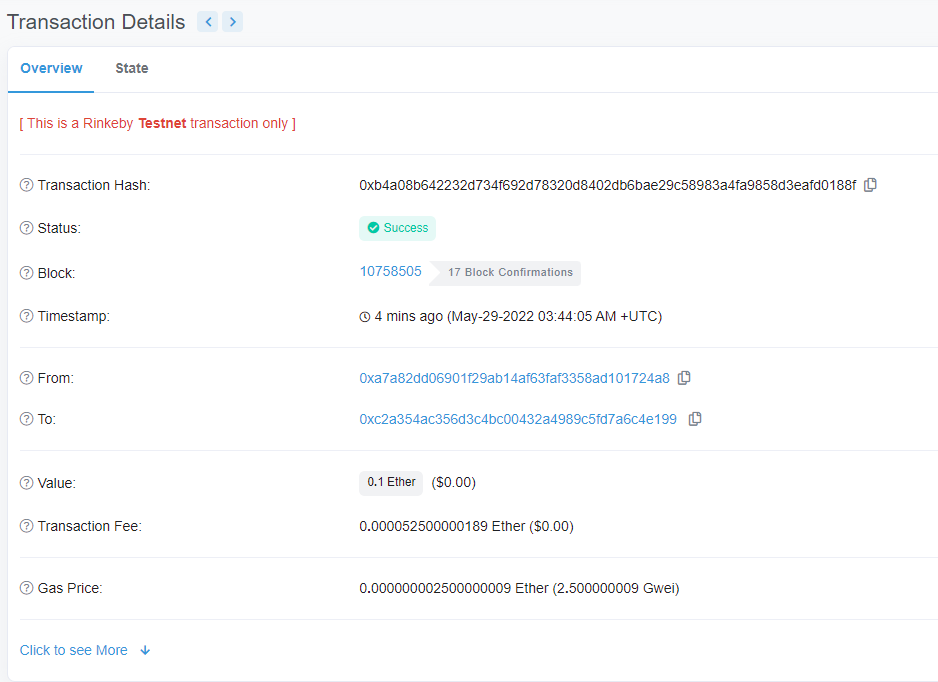 Transaction Details
Overview State
[ This is a Rinkeby Testnet transaction only ]
Transaction Hash: 0xb4a08b642232d734f692d78320d8402db6bae29c58983a4fa9858d3eafd0188f
Status: Success
Block: 10758505 17 Block Confirmations
Timestamp: 4 mins ago (May-29-2022 03:44:05 AM +UTC)
From: 0xa7a82dd06901f29ab14af63faf3358ad101724a8
To: 0xc2a354ac356d3c4bc00432a4989c5fd7a6c4e199
Value: 0.1 Ether ($0.00)
Transaction Fee: 0.000052500000189 Ether ($0.00)
Gas Price: 0.000000002500000009 Ether (2.500000009 Gwei)
Click to see More